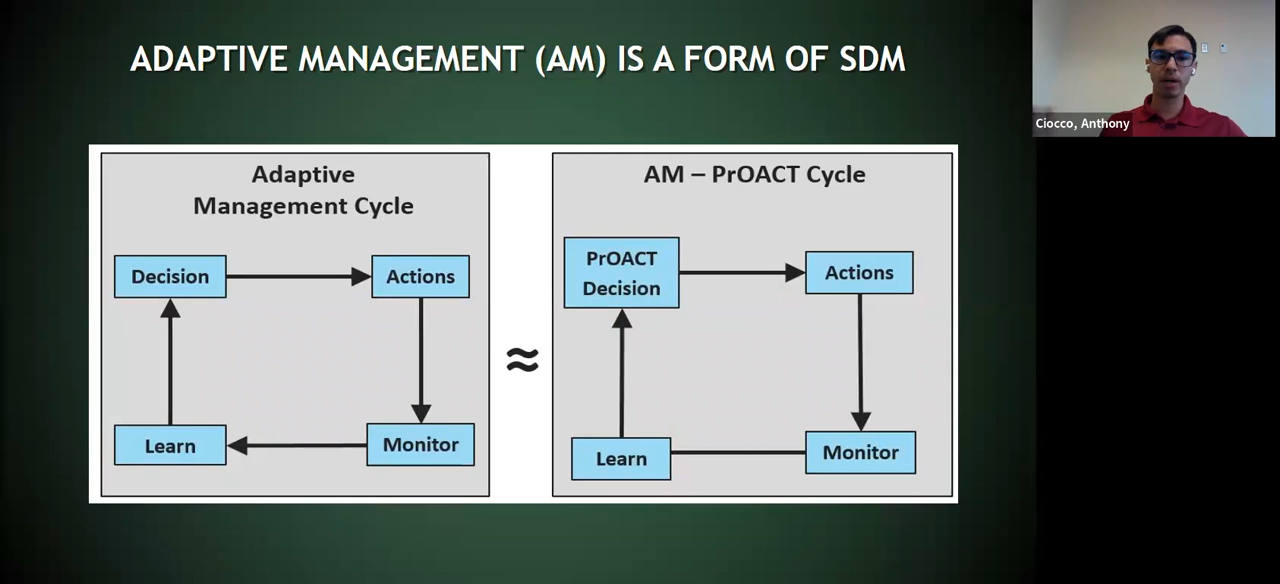 ADAPTIVE MANAGEMENT (AM) IS A FORM OF SDM
Ciocco, Anthony
Adaptive
Management Cycle
Decision
Actions
Learn
Monitor
≈
AM – PrOACT Cycle
PrOACT
Decision
Actions
Learn
Monitor